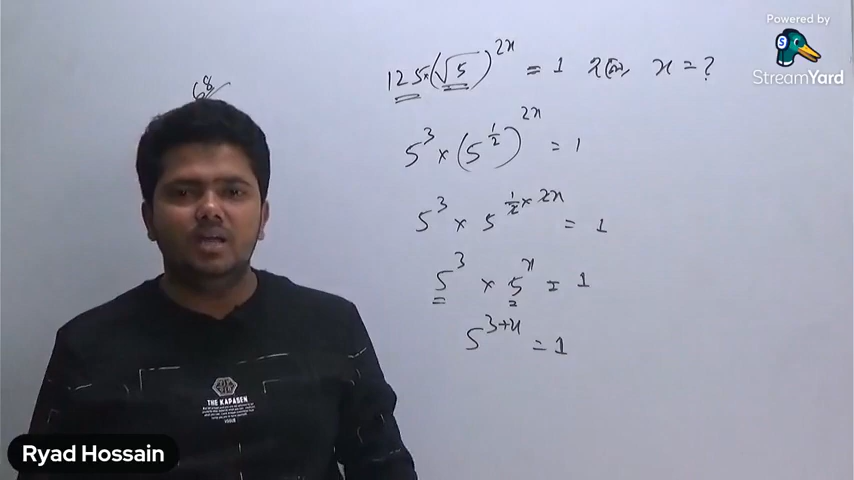 Powered by
StreamYard
68
125×(√5)^2x = 1 হলে, x = ?
5^3 × (5^1/2)^2x = 1
5^3 × 5^1/2 × 2x = 1
5^3 × 5^x = 1
5^3+x = 1
THE KAPASEN
Ryad Hossain